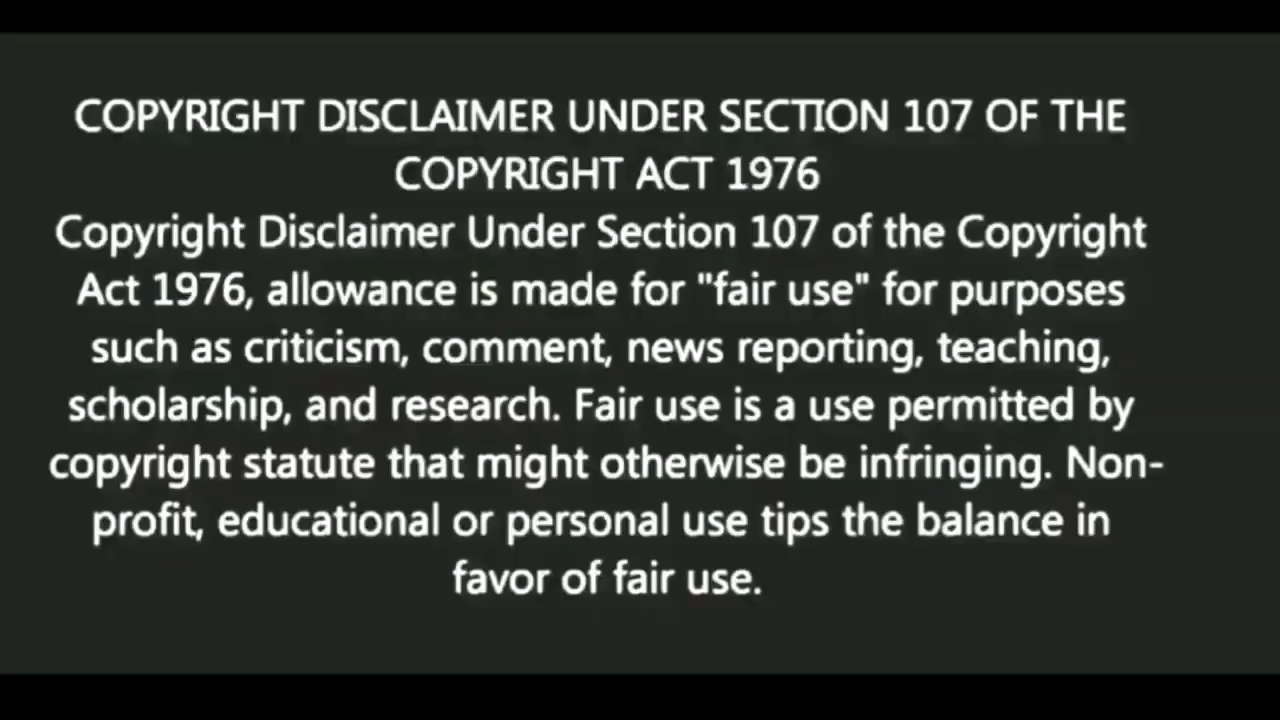 COPYRIGHT DISCLAIMER UNDER SECTION 107 OF THE
COPYRIGHT ACT 1976
Copyright Disclaimer Under Section 107 of the Copyright
Act 1976, allowance is made for "fair use" for purposes
such as criticism, comment, news reporting, teaching,
scholarship, and research. Fair use is a use permitted by
copyright statute that might otherwise be infringing. Non-
profit, educational or personal use tips the balance in
favor of fair use.